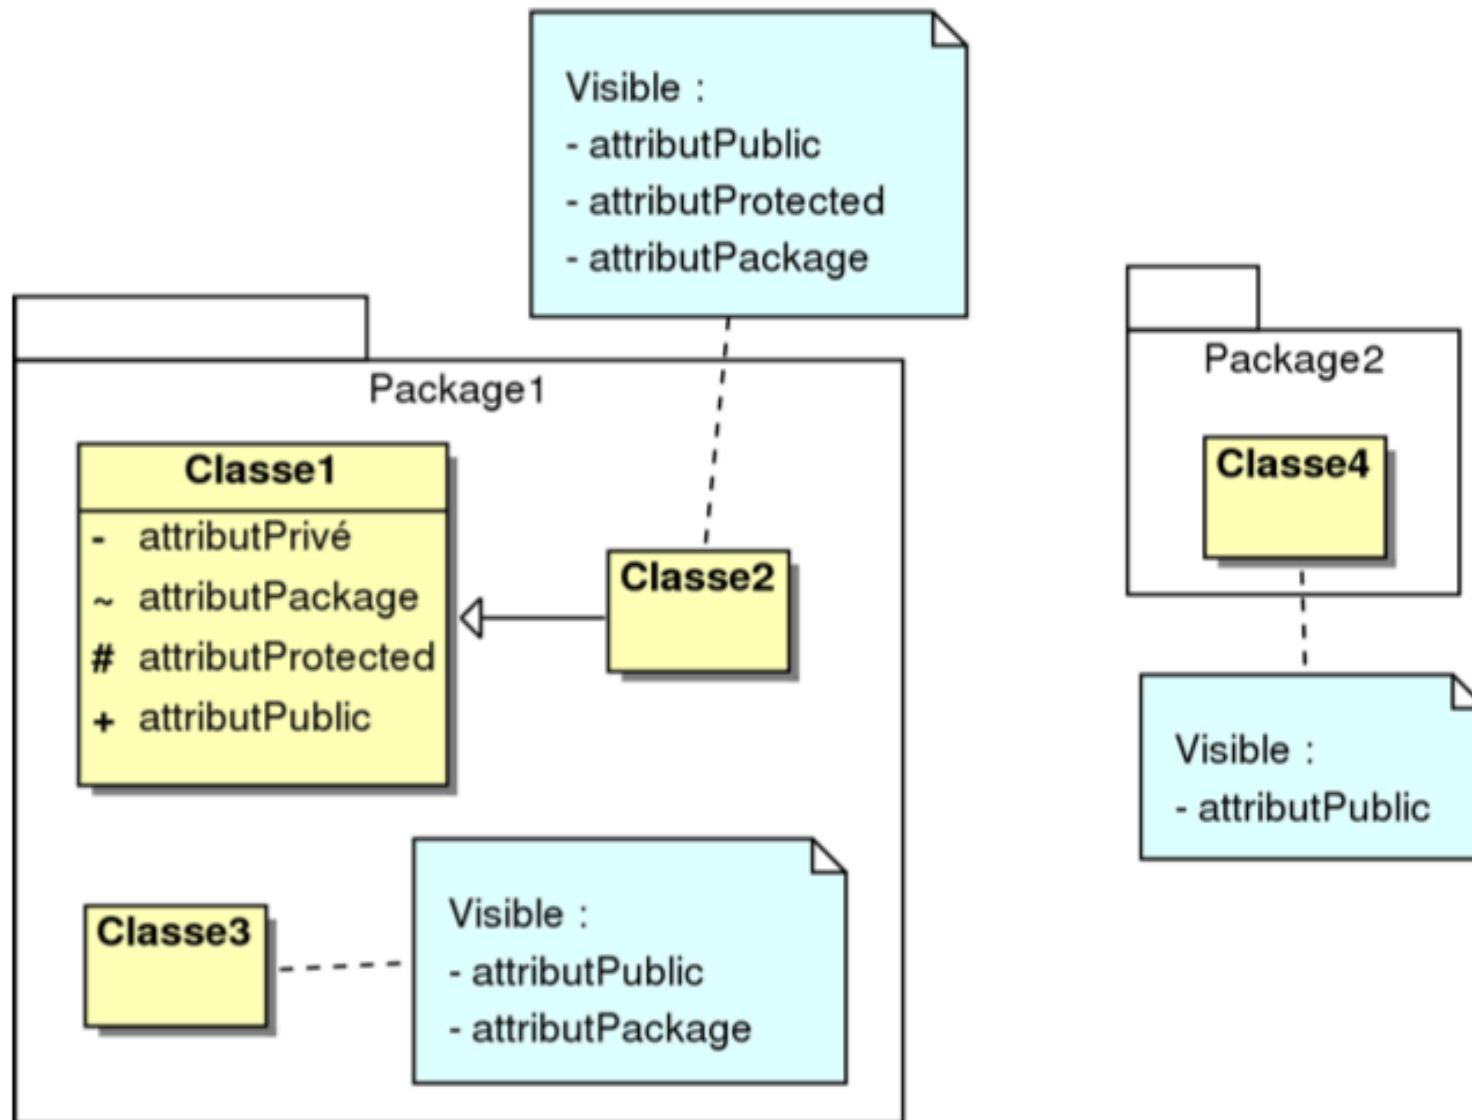 Visible :
- attributPublic
- attributProtected
- attributPackage
Package1
Classe1
- attributPrivé
~ attributPackage
# attributProtected
+ attributPublic
Classe2
Classe3
Visible :
- attributPublic
- attributPackage
Package2
Classe4
Visible :
- attributPublic